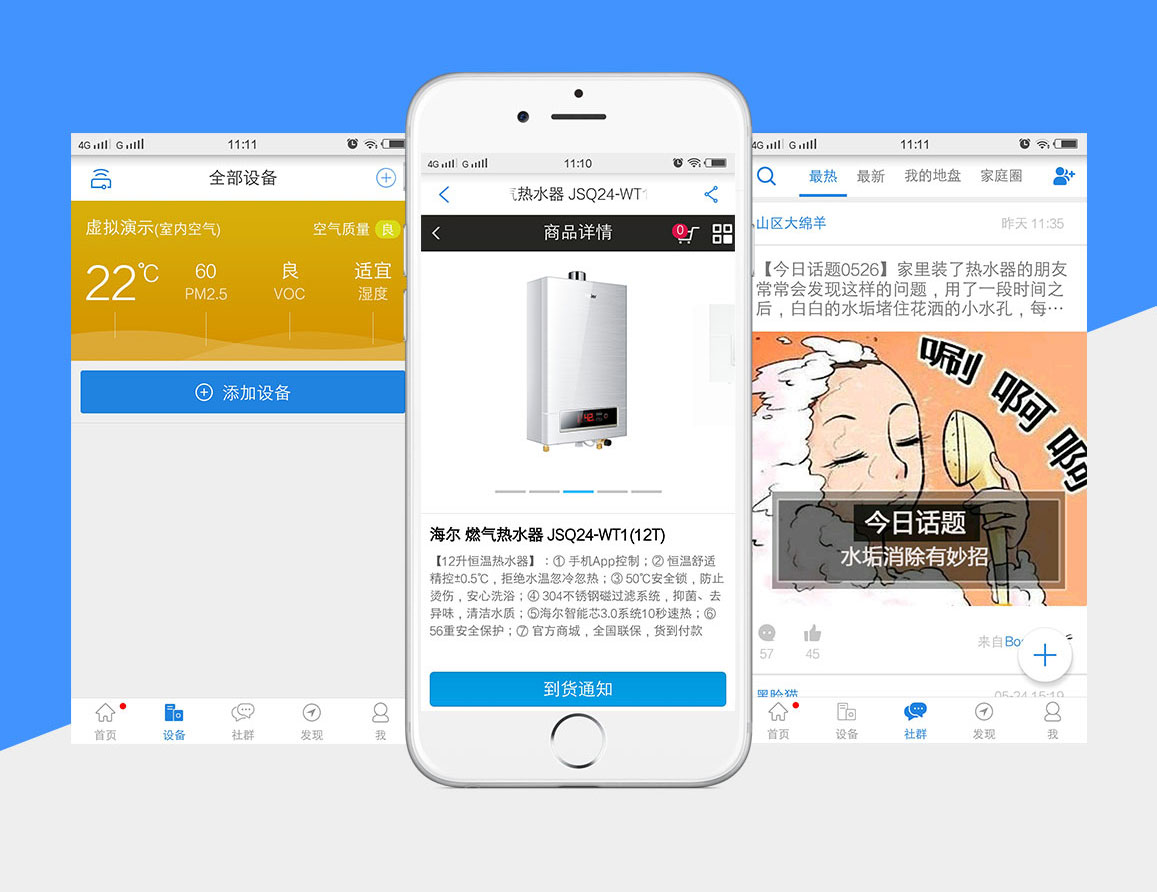 4G G 11:11
全部设备
虚拟演示(室内空气)
空气质量 良
22℃
60
PM2.5
良
VOC
适宜
湿度
添加设备
首页
设备
社群
发现
我
4G G 11:10
热水器 JSQ24-WT1
商品详情
0
42
海尔 燃气热水器 JSQ24-WT1(12T)
【12升恒温热水器】：① 手机App控制；② 恒温舒适
精控±0.5℃，拒绝水温忽冷忽热；③ 50℃安全锁，防止
烫伤，安心洗浴；④ 304不锈钢磁过滤系统，抑菌、去
异味，清洁水质；⑤海尔智能芯3.0系统10秒速热；⑥
56重安全保护；⑦ 官方商城，全国联保，货到付款
到货通知
4G G 11:11
最热 最新 我的地盘 家庭圈
山区大绵羊 昨天 11:35
【今日话题0526】家里装了热水器的朋友
常常会发现这样的问题，用了一段时间之
后，白白的水垢堵住花洒的小水孔，每…
唰 啊 啊
今日话题
水垢消除有妙招
57
45
来自Bo
黑脸猫 05-24 15:19
首页
设备
社群
发现
我